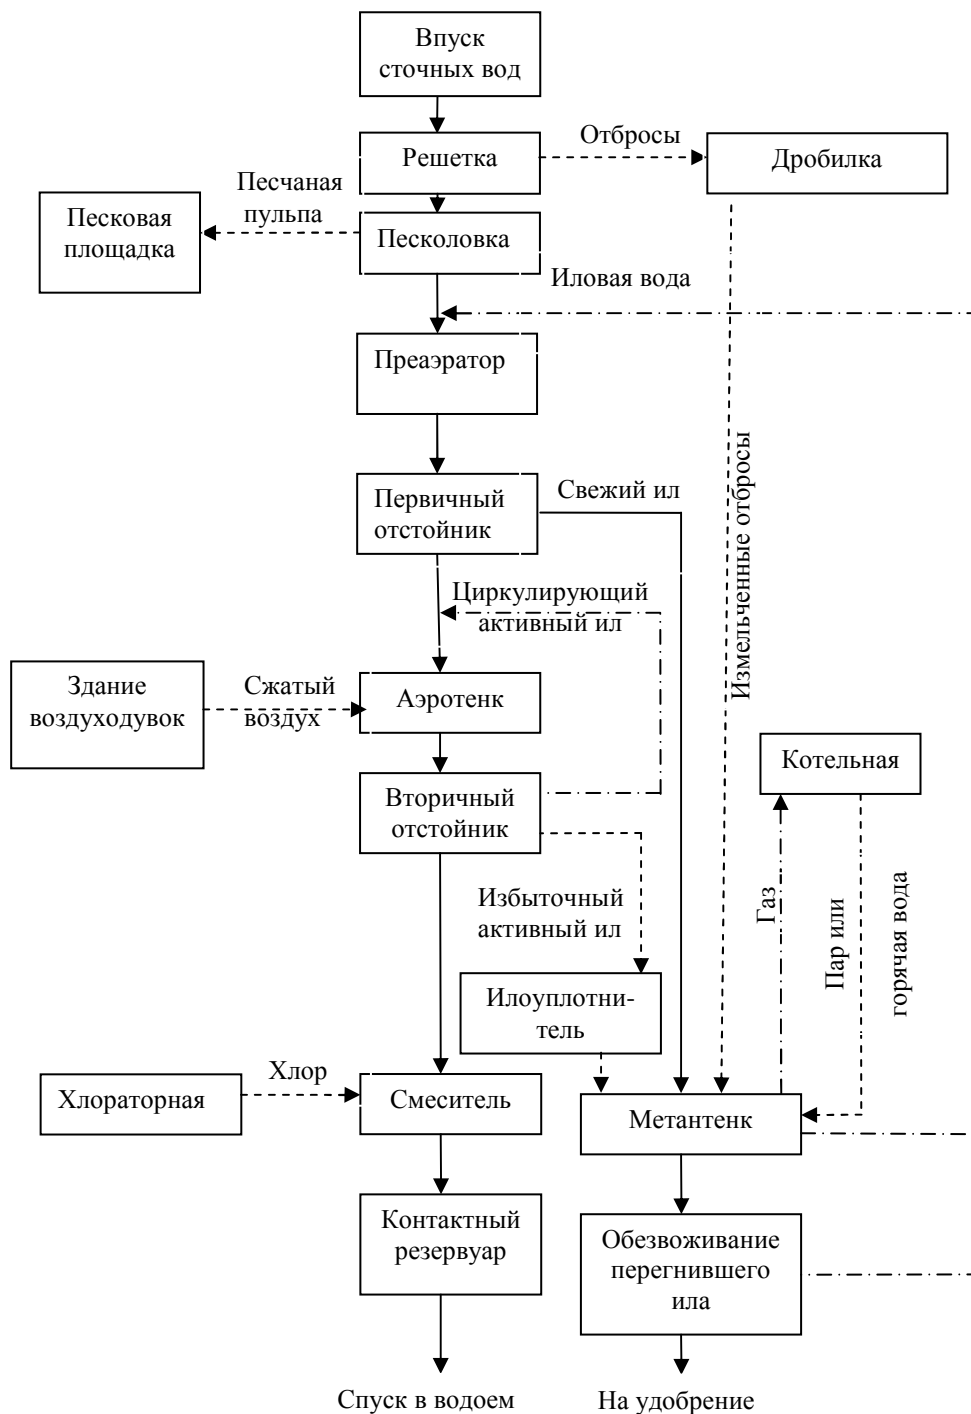 Впуск
сточных вод
Отбросы
Решетка
Дробилка
Песчаная
пульпа
Песковая
площадка
Песколовка
Иловая вода
Преаэратор
Измельченные отбросы
Свежий ил
Первичный
отстойник
Циркулирующий
активный ил
Здание
воздуходувок
Сжатый
воздух
Аэротенк
Котельная
Вторичный
отстойник
Газ
Пар или
горячая вода
Избыточный
активный ил
Илоуплотни-
тель
Хлор
Хлораторная
Смеситель
Метантенк
Контактный
резервуар
Обезвоживание
перегнившего
ила
Спуск в водоем
На удобрение